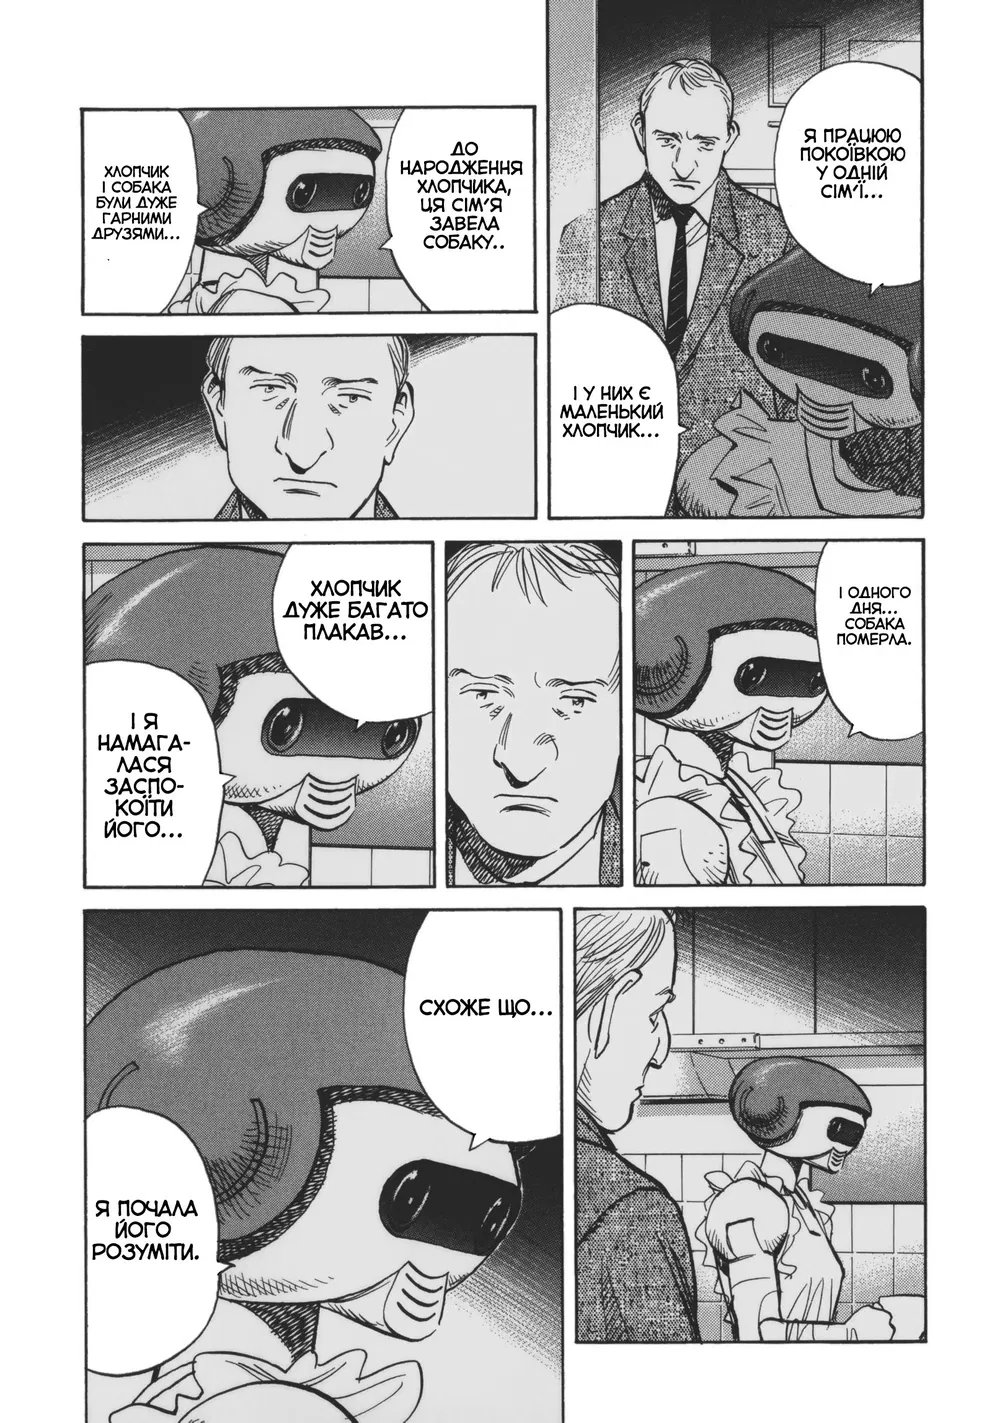 Я ПРАЦЮЮ
ПОКОЇВКОЮ
У ОДНІЙ
СІМ'Ї...
І У НИХ Є
МАЛЕНЬКИЙ
ХЛОПЧИК...
ДО
НАРОДЖЕННЯ
ХЛОПЧИКА,
ЦЯ СІМ'Я
ЗАВЕЛА
СОБАКУ..
ХЛОПЧИК
І СОБАКА
БУЛИ ДУЖЕ
ГАРНИМИ
ДРУЗЯМИ...
І ОДНОГО
ДНЯ...
СОБАКА
ПОМЕРЛА.
ХЛОПЧИК
ДУЖЕ БАГАТО
ПЛАКАВ...
І Я
НАМАГА-
ЛАСЯ
ЗАСПО-
КОЇТИ
ЙОГО...
СХОЖЕ ЩО...
Я ПОЧАЛА
ЙОГО
РОЗУМІТИ.